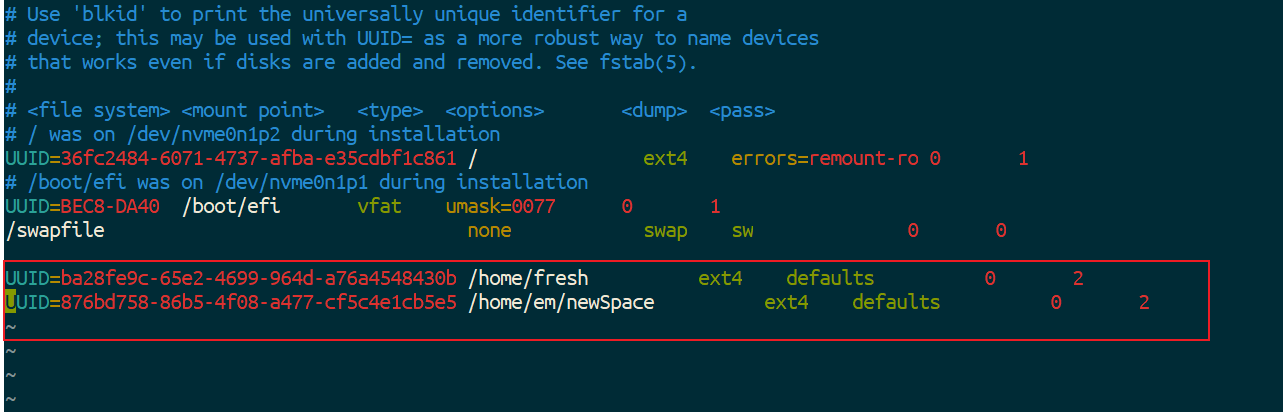 # Use 'blkid' to print the universally unique identifier for a
# device; this may be used with UUID= as a more robust way to name devices
# that works even if disks are added and removed. See fstab(5).
#
# <file system> <mount point>   <type>  <options>       <dump>  <pass>
# / was on /dev/nvme0n1p2 during installation
UUID=36fc2484-6071-4737-afba-e35cdbf1c861 /               ext4    errors=remount-ro 0       1
# /boot/efi was on /dev/nvme0n1p1 during installation
UUID=BEC8-DA40  /boot/efi       vfat    umask=0077      0       1
/swapfile                                 none            swap    sw              0       0
UUID=ba28fe9c-65e2-4699-964d-a76a4548430b /home/fresh          ext4    defaults          0       2
UUID=876bd758-86b5-4f08-a477-cf5c4e1cb5e5 /home/em/newSpace          ext4    defaults          0       2
~
~
~
~